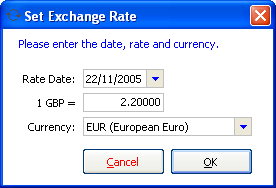 Set Exchange Rate
Please enter the date, rate and currency.
Rate Date: 22/11/2005
1 GBP = 2.20000
Currency: EUR (European Euro)
Cancel OK